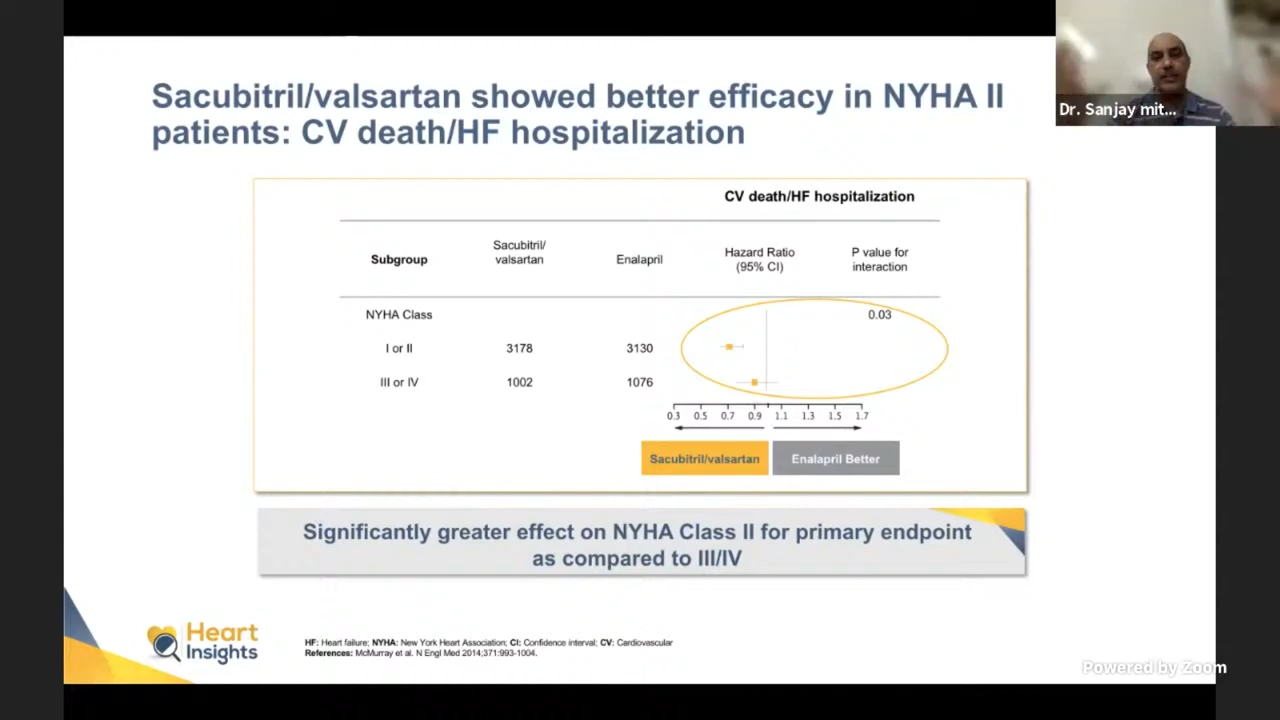 Sacubitril/valsartan showed better efficacy in NYHA II
patients: CV death/HF hospitalization
Dr. Sanjay mit...
CV death/HF hospitalization
Subgroup
Sacubitril/
valsartan
Enalapril
Hazard Ratio
(95% CI)
P value for
interaction
NYHA Class
0.03
I or II 3178 3130
III or IV 1002 1076
0.3 0.5 0.7 0.9 1.1 1.3 1.5 1.7
Sacubitril/valsartan
Enalapril Better
Significantly greater effect on NYHA Class II for primary endpoint
as compared to III/IV
Heart
Insights
HF: Heart failure; NYHA: New York Heart Association; CI: Confidence interval; CV: Cardiovascular
References: McMurray et al. N Engl Med 2014;371:993-1004.
Powered by Zoom